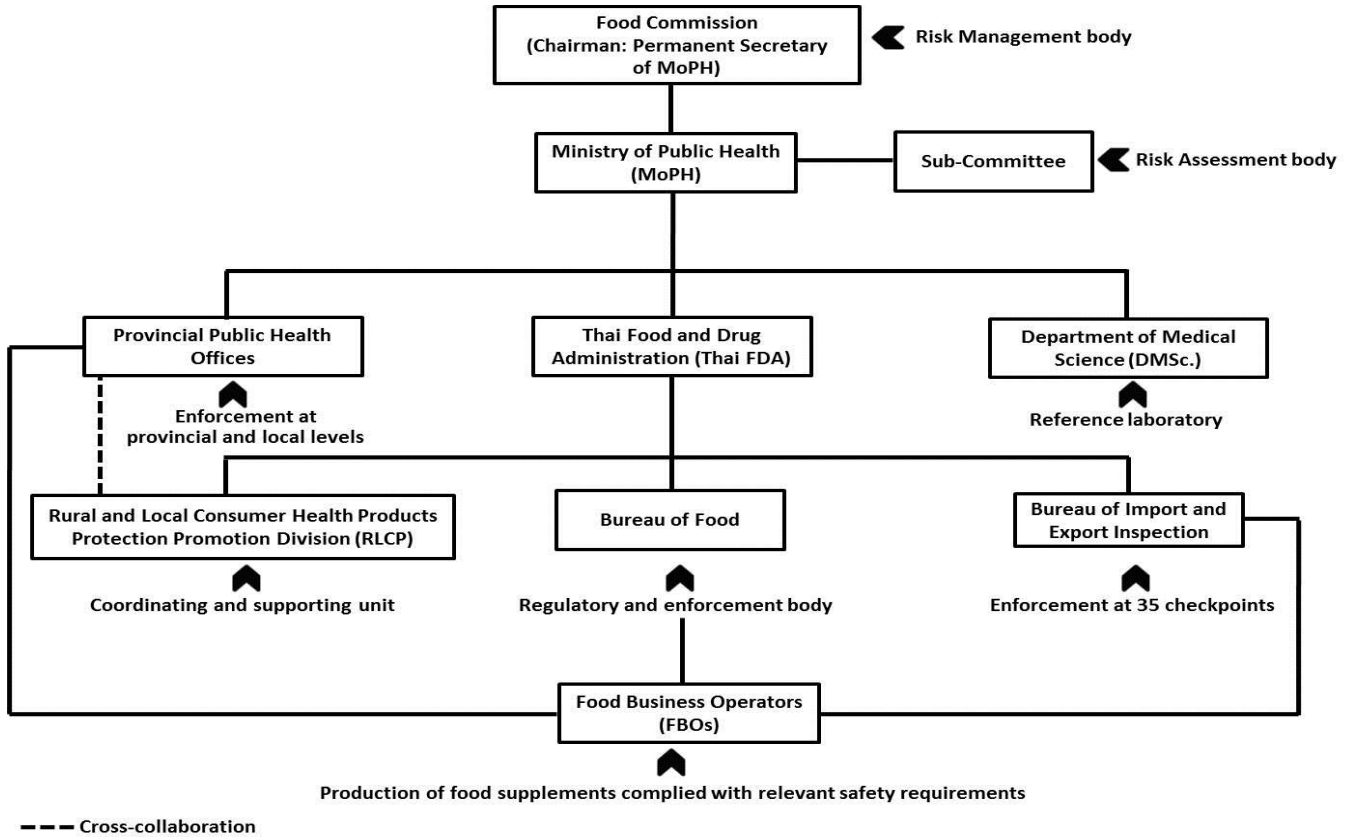 Food Commission
(Chairman: Permanent Secretary
of MoPH)
Risk Management body
Ministry of Public Health
(MoPH)
Sub-Committee
Risk Assessment body
Provincial Public Health
Offices
Thai Food and Drug
Administration (Thai FDA)
Department of Medical
Science (DMSc.)
Enforcement at
provincial and local levels
Reference laboratory
Rural and Local Consumer Health Products
Protection Promotion Division (RLCP)
Bureau of Food
Bureau of Import and
Export Inspection
Coordinating and supporting unit
Regulatory and enforcement body
Enforcement at 35 checkpoints
Food Business Operators
(FBOs)
Production of food supplements complied with relevant safety requirements
Cross-collaboration